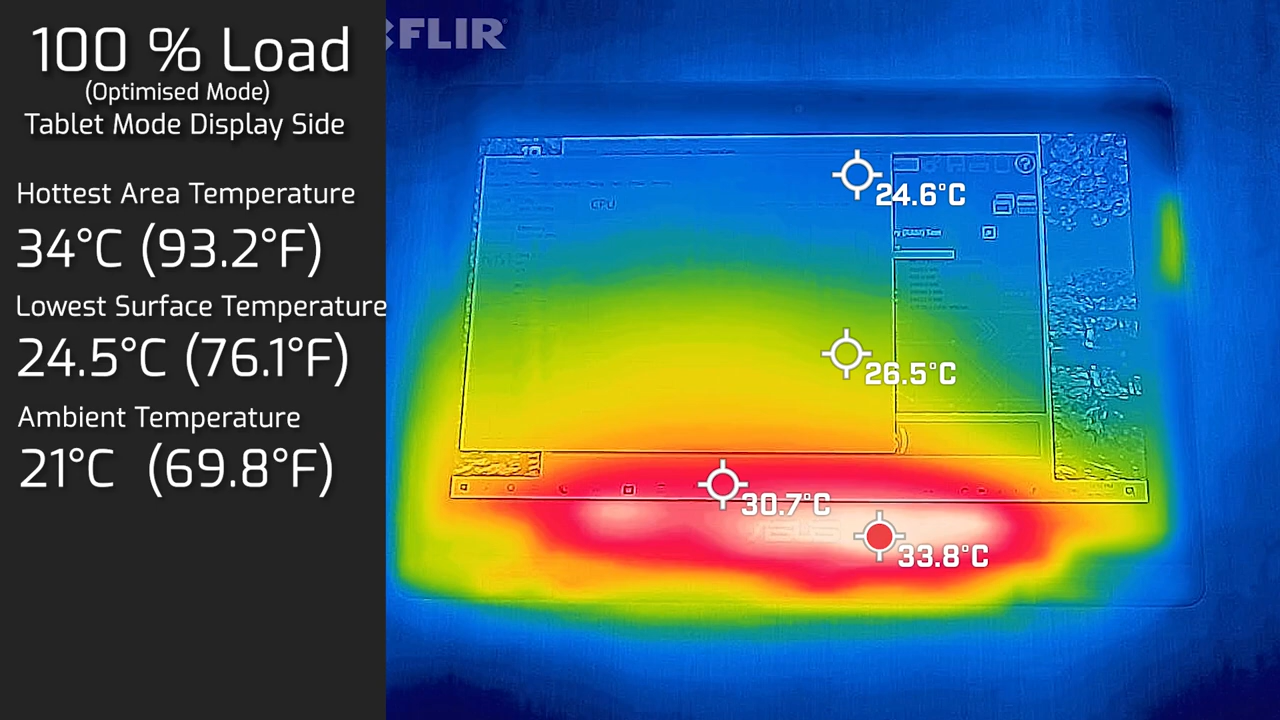 100 % Load
(Optimised Mode)
Tablet Mode Display Side
Hottest Area Temperature
34°C (93.2°F)
Lowest Surface Temperature
24.5°C (76.1°F)
Ambient Temperature
21°C (69.8°F)
FLIR
CPU
24.6°C
26.5°C
30.7°C
33.8°C